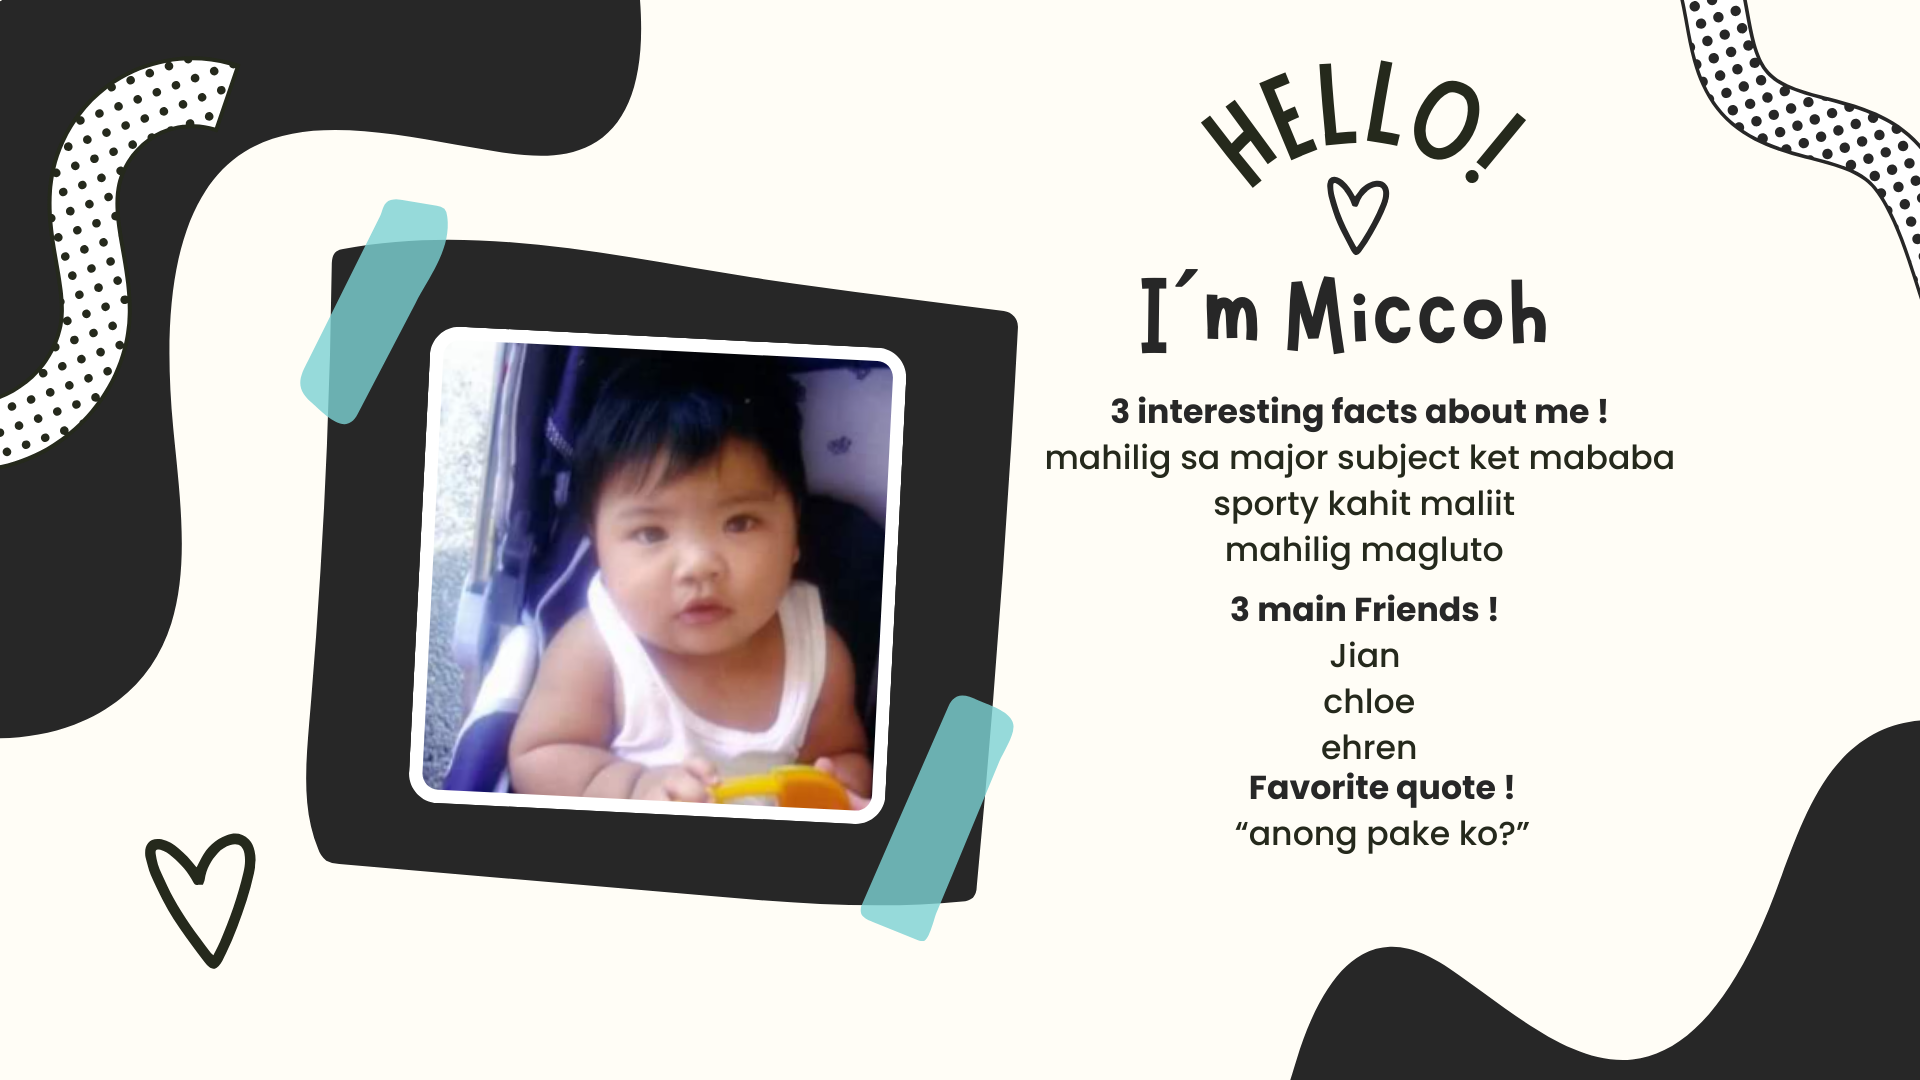 HELLO!
I´m Miccoh
3 interesting facts about me !
mahilig sa major subject ket mababa
sporty kahit maliit
mahilig magluto
3 main Friends !
Jian
chloe
ehren
Favorite quote !
“anong pake ko?”